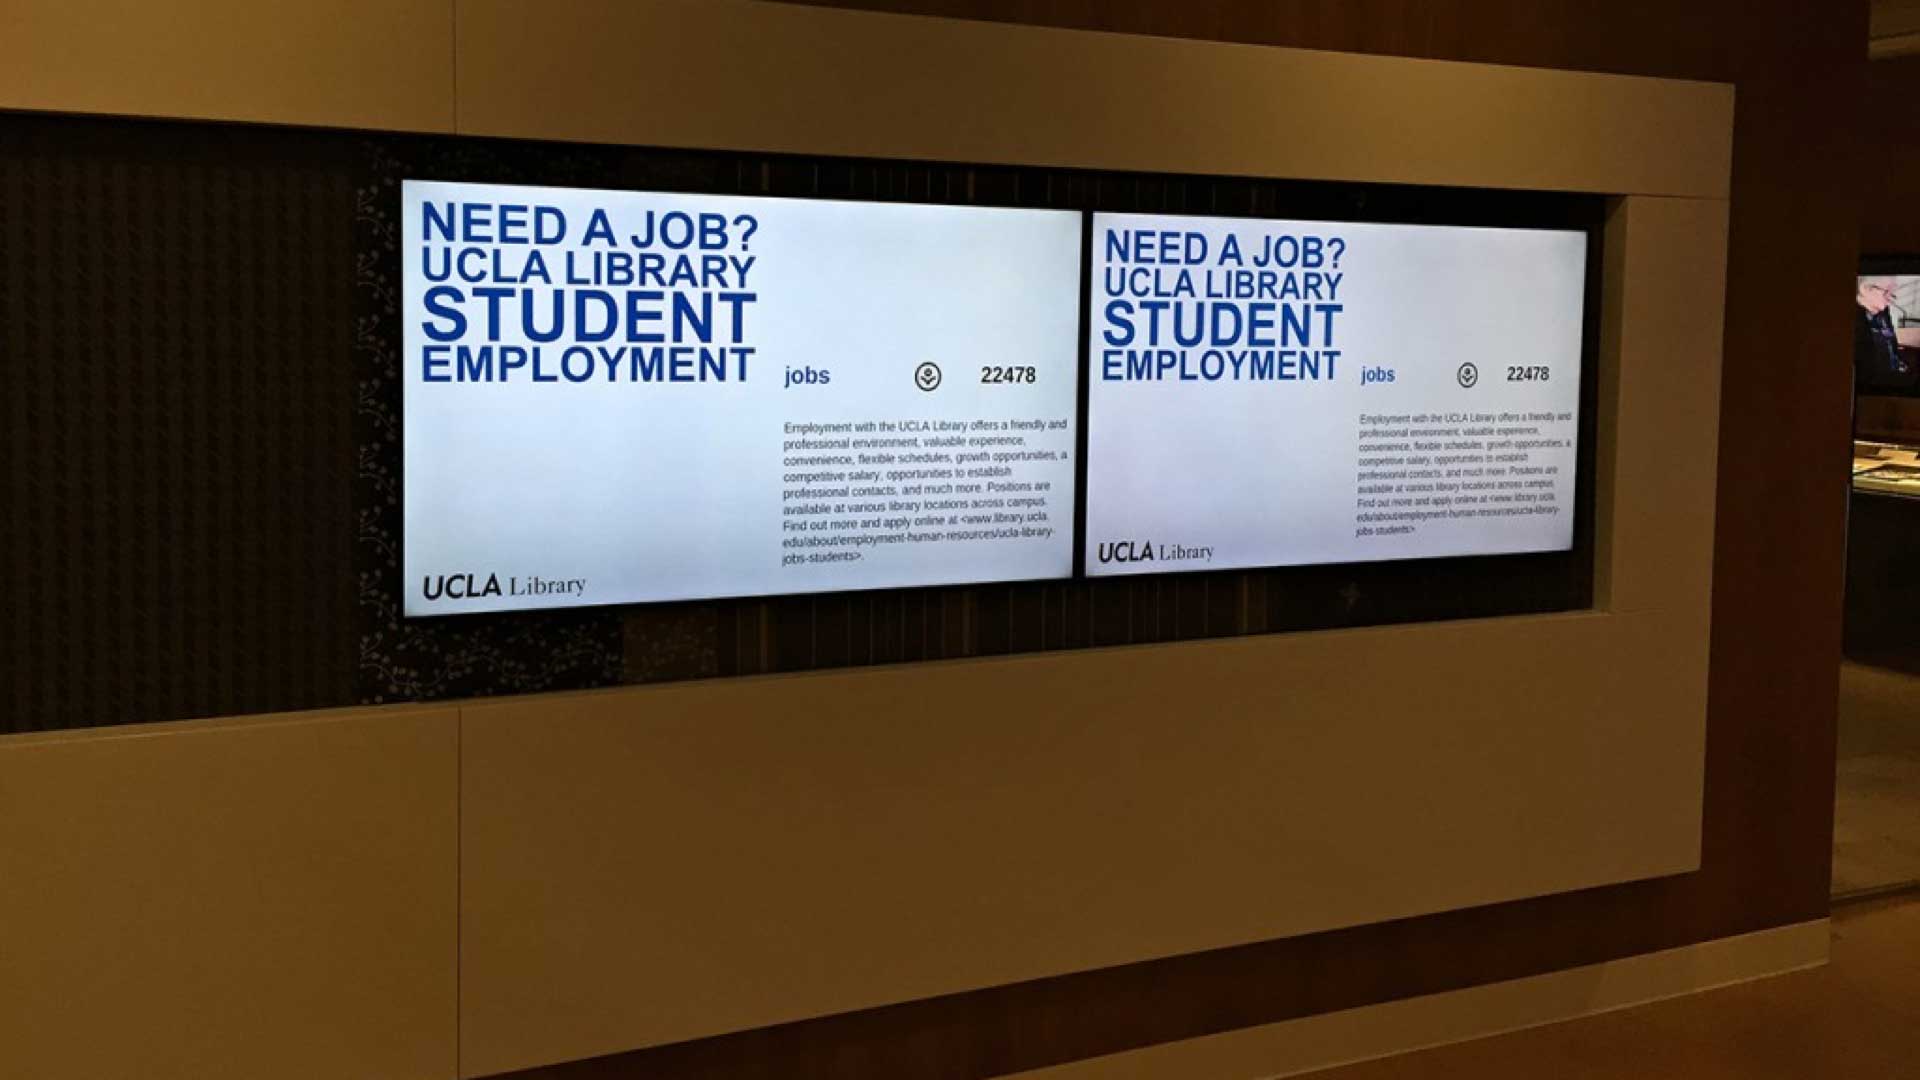 NEED A JOB?
UCLA LIBRARY
STUDENT
EMPLOYMENT
jobs
22478
Employment with the UCLA Library offers a friendly and
professional environment, valuable experience,
convenience, flexible schedules, growth opportunities, a
competitive salary, opportunities to establish
professional contacts, and much more. Positions are
available at various library locations across campus.
Find out more and apply online at <www.library.ucla.
edu/about/employment-human-resources/ucla-library-
jobs-students>.
UCLA Library
NEED A JOB?
UCLA LIBRARY
STUDENT
EMPLOYMENT
jobs
22478
Employment with the UCLA Library offers a friendly and
professional environment, valuable experience,
convenience, flexible schedules, growth opportunities, a
competitive salary, opportunities to establish
professional contacts, and much more. Positions are
available at various library locations across campus.
Find out more and apply online at <www.library.ucla.
edu/about/employment-human-resources/ucla-library-
jobs-students>.
UCLA Library